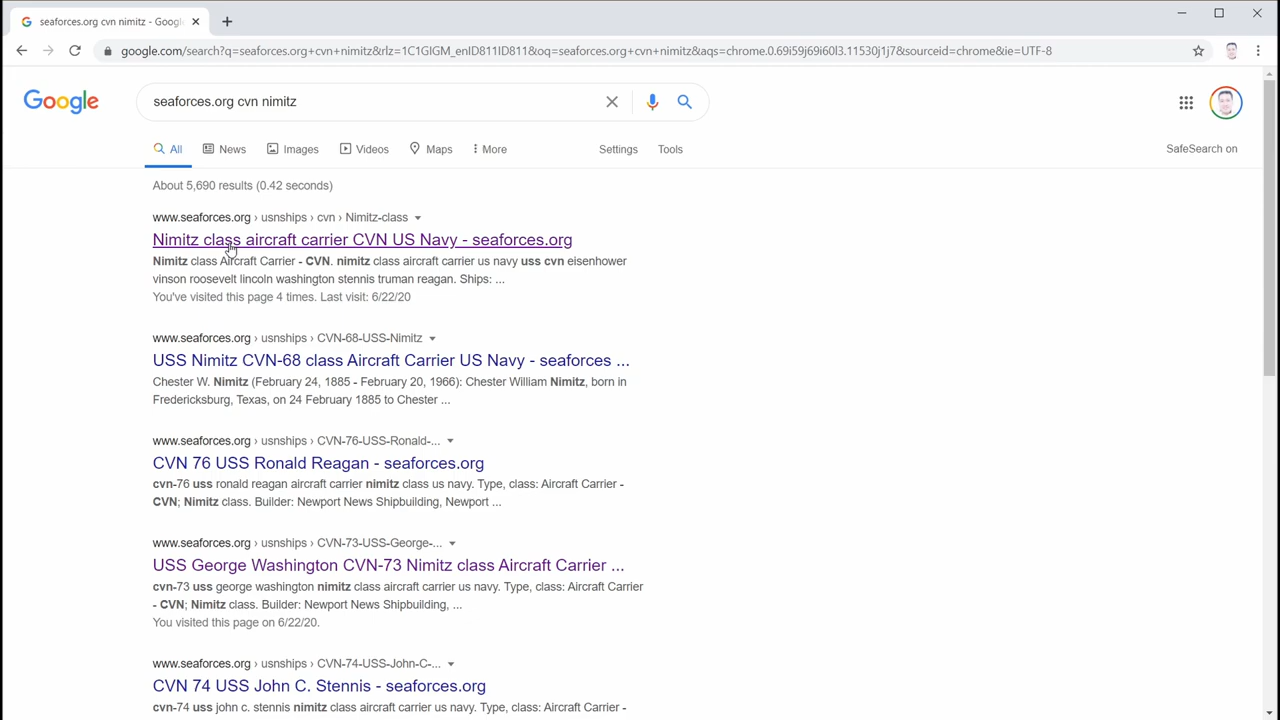 seaforces.org cvn nimitz - Googl
google.com/search?q=seaforces.org+cvn+nimitz&rlz=1C1GIGM_enID811ID811&oq=seaforces.org+cvn+nimitz&aqs=chrome.0.69i59j69i60l3.11530j1j7&sourceid=chrome&ie=UTF-8
Google
seaforces.org cvn nimitz
All News Images Videos Maps More Settings Tools SafeSearch on
About 5,690 results (0.42 seconds)
www.seaforces.org › usnships › cvn › Nimitz-class
Nimitz class aircraft carrier CVN US Navy - seaforces.org
Nimitz class Aircraft Carrier - CVN. nimitz class aircraft carrier us navy uss cvn eisenhower
vinson roosevelt lincoln washington stennis truman reagan. Ships: ...
You've visited this page 4 times. Last visit: 6/22/20
www.seaforces.org › usnships › CVN-68-USS-Nimitz
USS Nimitz CVN-68 class Aircraft Carrier US Navy - seaforces ...
Chester W. Nimitz (February 24, 1885 - February 20, 1966): Chester William Nimitz, born in
Fredericksburg, Texas, on 24 February 1885 to Chester ...
www.seaforces.org › usnships › CVN-76-USS-Ronald-...
CVN 76 USS Ronald Reagan - seaforces.org
cvn-76 uss ronald reagan aircraft carrier nimitz class us navy. Type, class: Aircraft Carrier -
CVN; Nimitz class. Builder: Newport News Shipbuilding, Newport ...
www.seaforces.org › usnships › CVN-73-USS-George-...
USS George Washington CVN-73 Nimitz class Aircraft Carrier ...
cvn-73 uss george washington nimitz class aircraft carrier us navy. Type, class: Aircraft Carrier
- CVN; Nimitz class. Builder: Newport News Shipbuilding, ...
You visited this page on 6/22/20.
www.seaforces.org › usnships › CVN-74-USS-John-C-...
CVN 74 USS John C. Stennis - seaforces.org
cvn-74 uss john c. stennis nimitz class aircraft carrier us navy. Type, class: Aircraft Carrier -